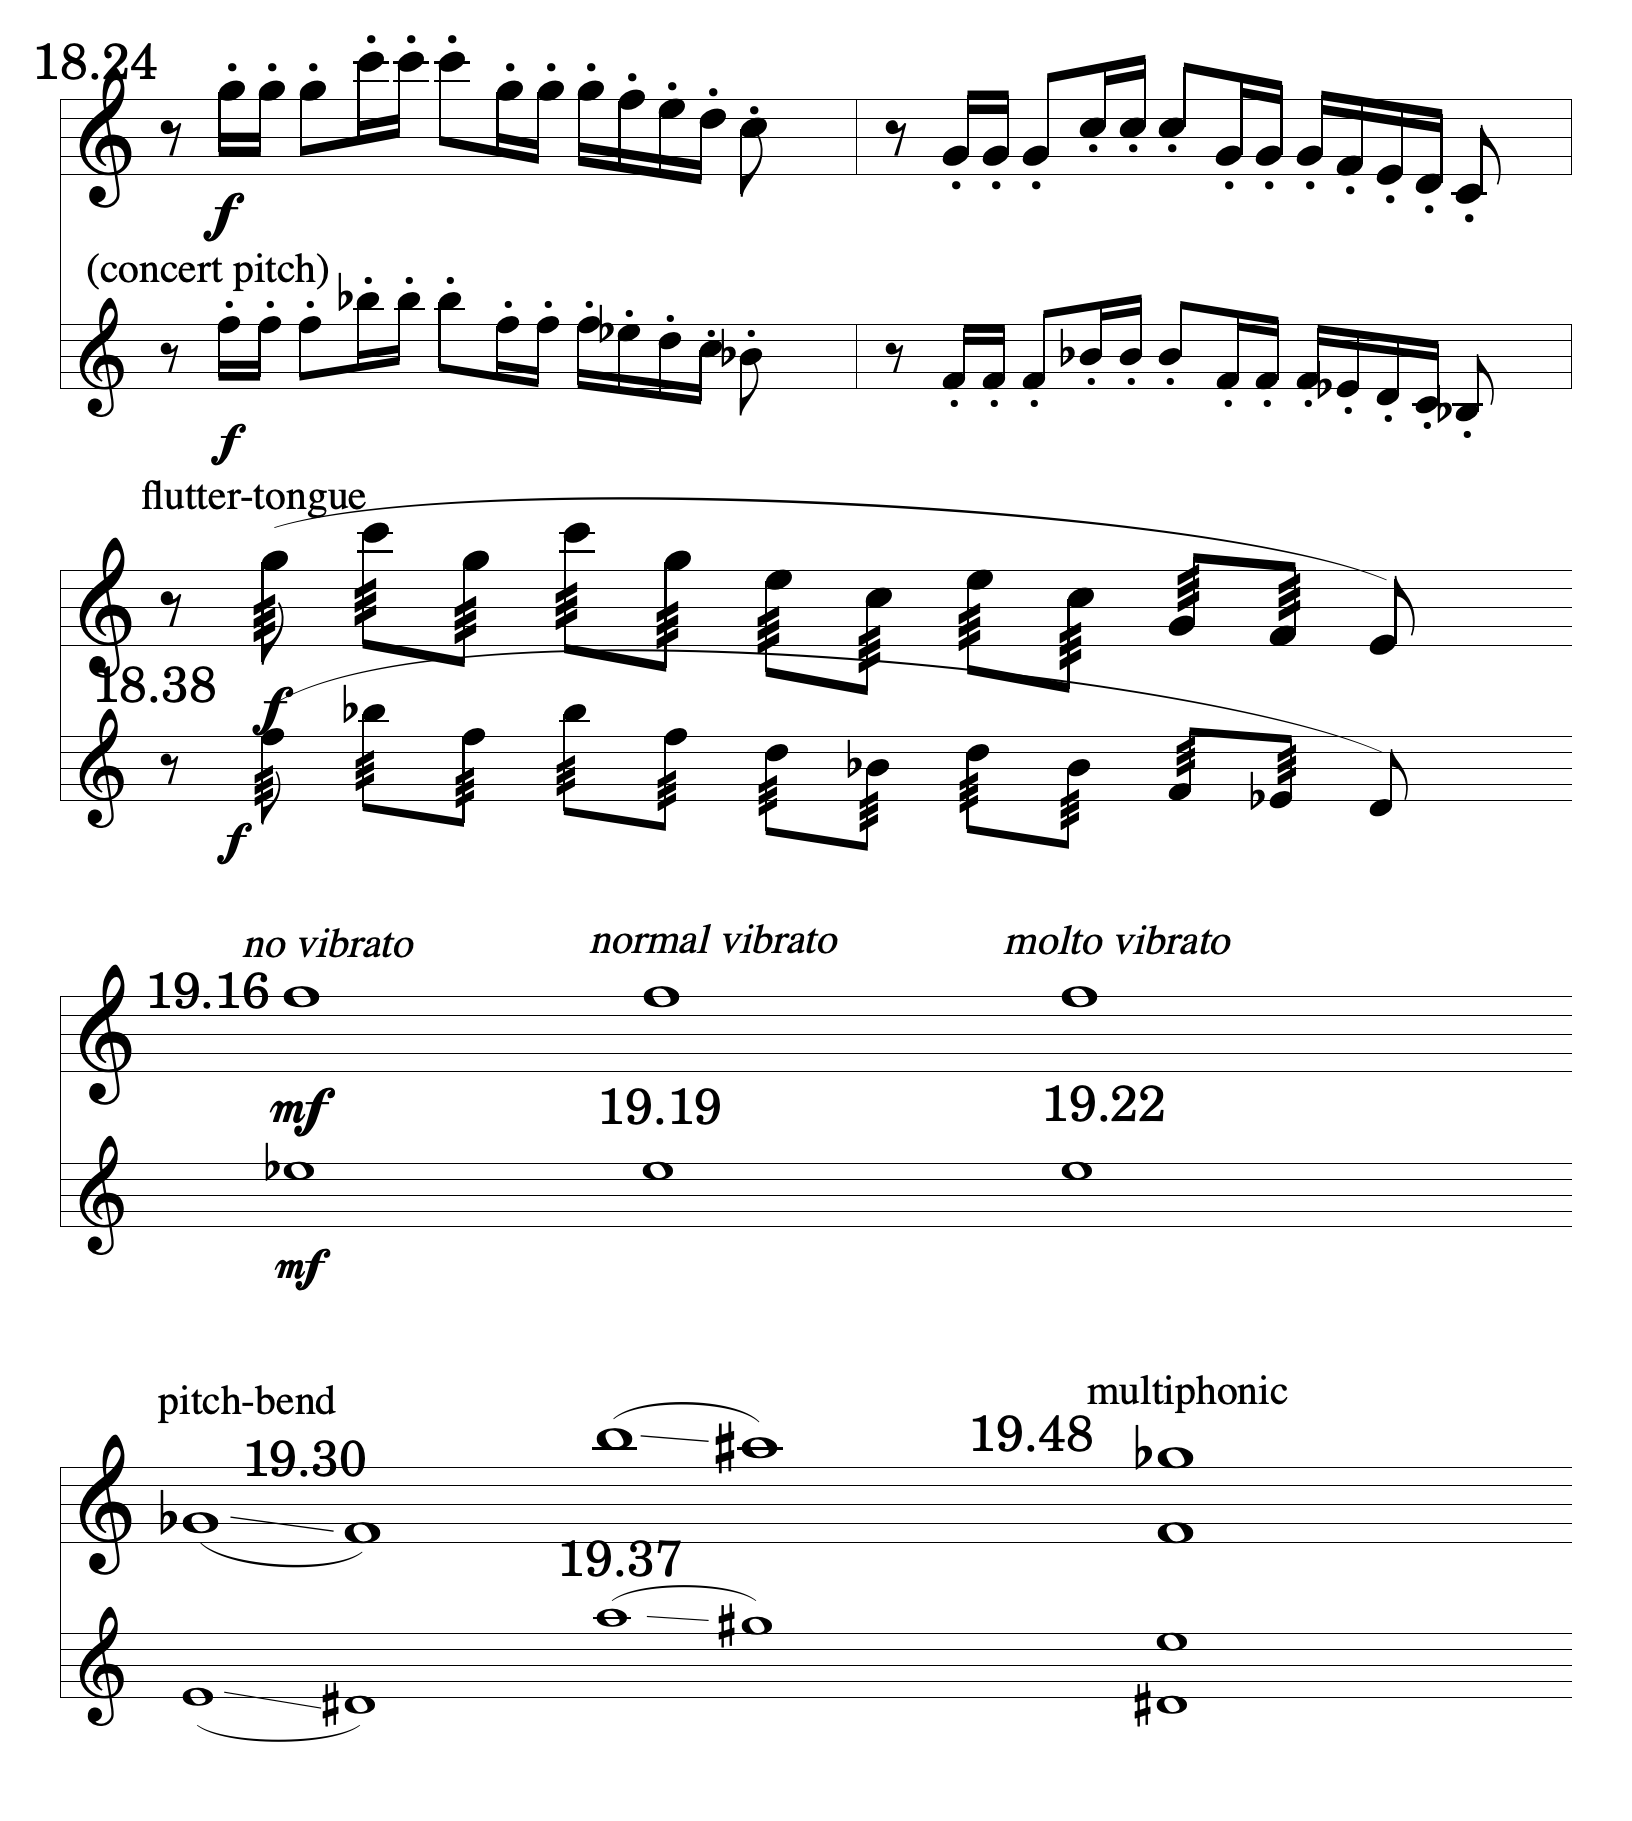 18.24
f
(concert pitch)
f
flutter-tongue
18.38
f
f
no vibrato normal vibrato molto vibrato
19.16
mf 19.19 19.22
mf
pitch-bend multiphonic
19.30 19.48
19.37